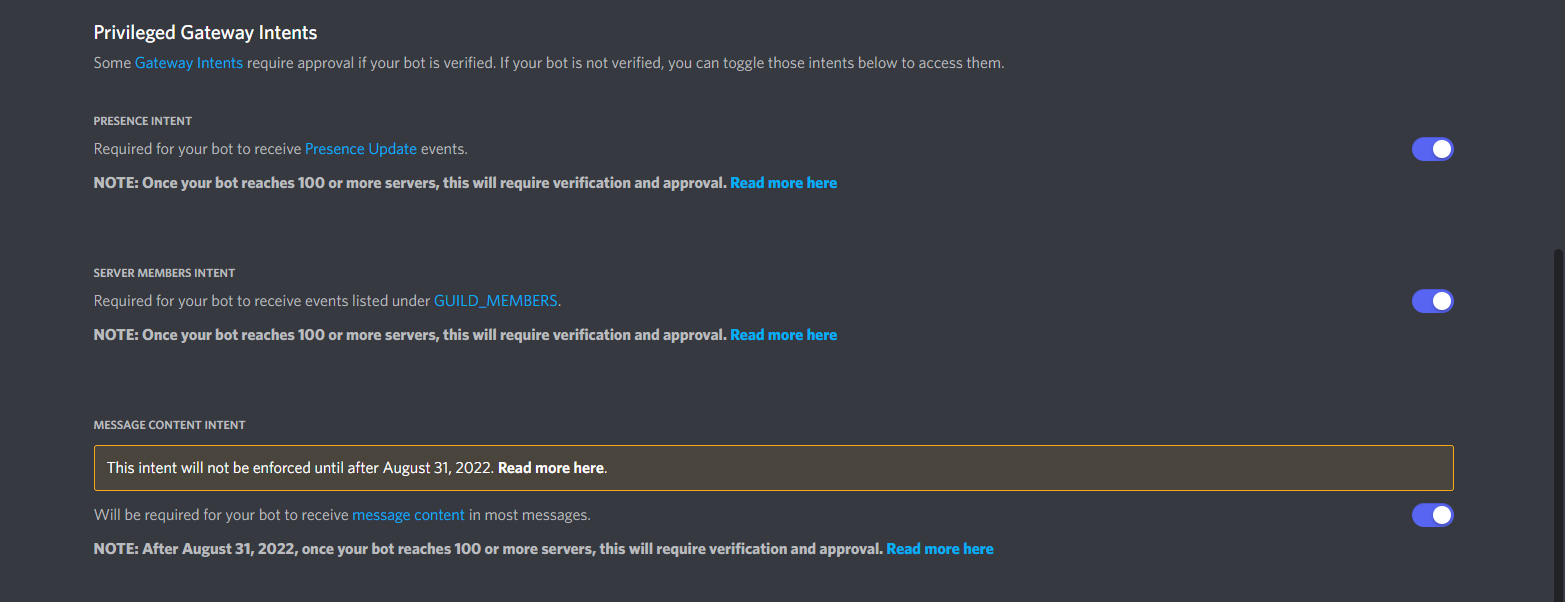 Privileged Gateway Intents
Some Gateway Intents require approval if your bot is verified. If your bot is not verified, you can toggle those intents below to access them.
PRESENCE INTENT
Required for your bot to receive Presence Update events.
NOTE: Once your bot reaches 100 or more servers, this will require verification and approval. Read more here
SERVER MEMBERS INTENT
Required for your bot to receive events listed under GUILD_MEMBERS.
NOTE: Once your bot reaches 100 or more servers, this will require verification and approval. Read more here
MESSAGE CONTENT INTENT
This intent will not be enforced until after August 31, 2022. Read more here.
Will be required for your bot to receive message content in most messages.
NOTE: After August 31, 2022, once your bot reaches 100 or more servers, this will require verification and approval. Read more here